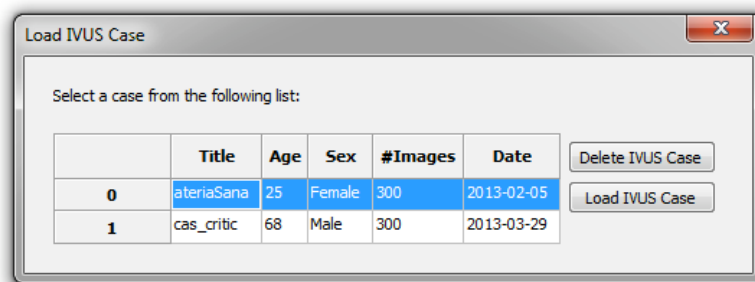 Load IVUS Case
x
Select a case from the following list:
Title Age Sex #Images Date
0 ateriaSana 25 Female 300 2013-02-05
1 cas_critic 68 Male 300 2013-03-29
Delete IVUS Case
Load IVUS Case